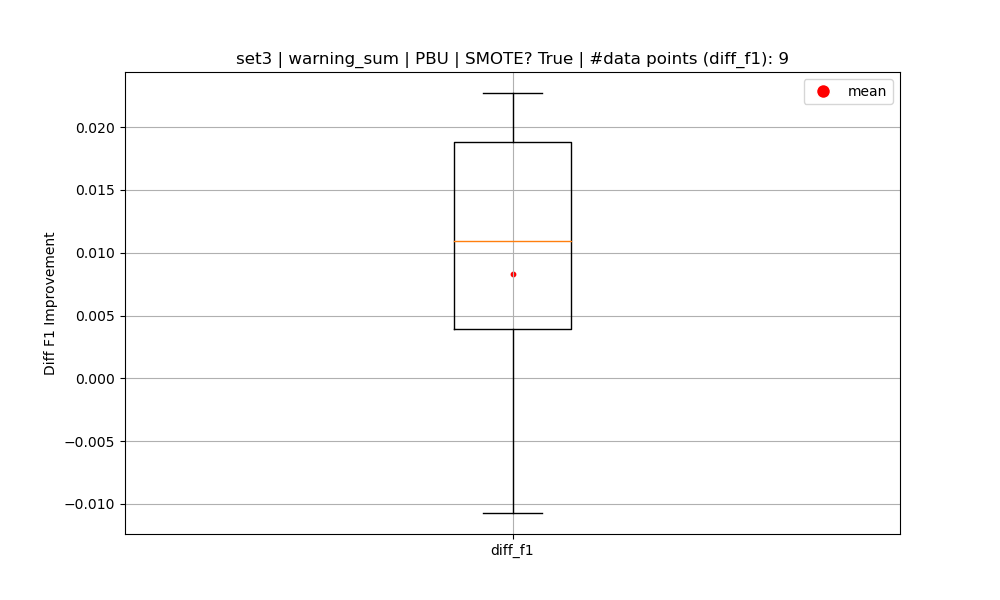 set3 | warning_sum | PBU | SMOTE? True | #data points (diff_f1): 9
mean
0.020
0.015
0.010
0.005
0.000
−0.005
−0.010
Diff F1 Improvement
diff_f1